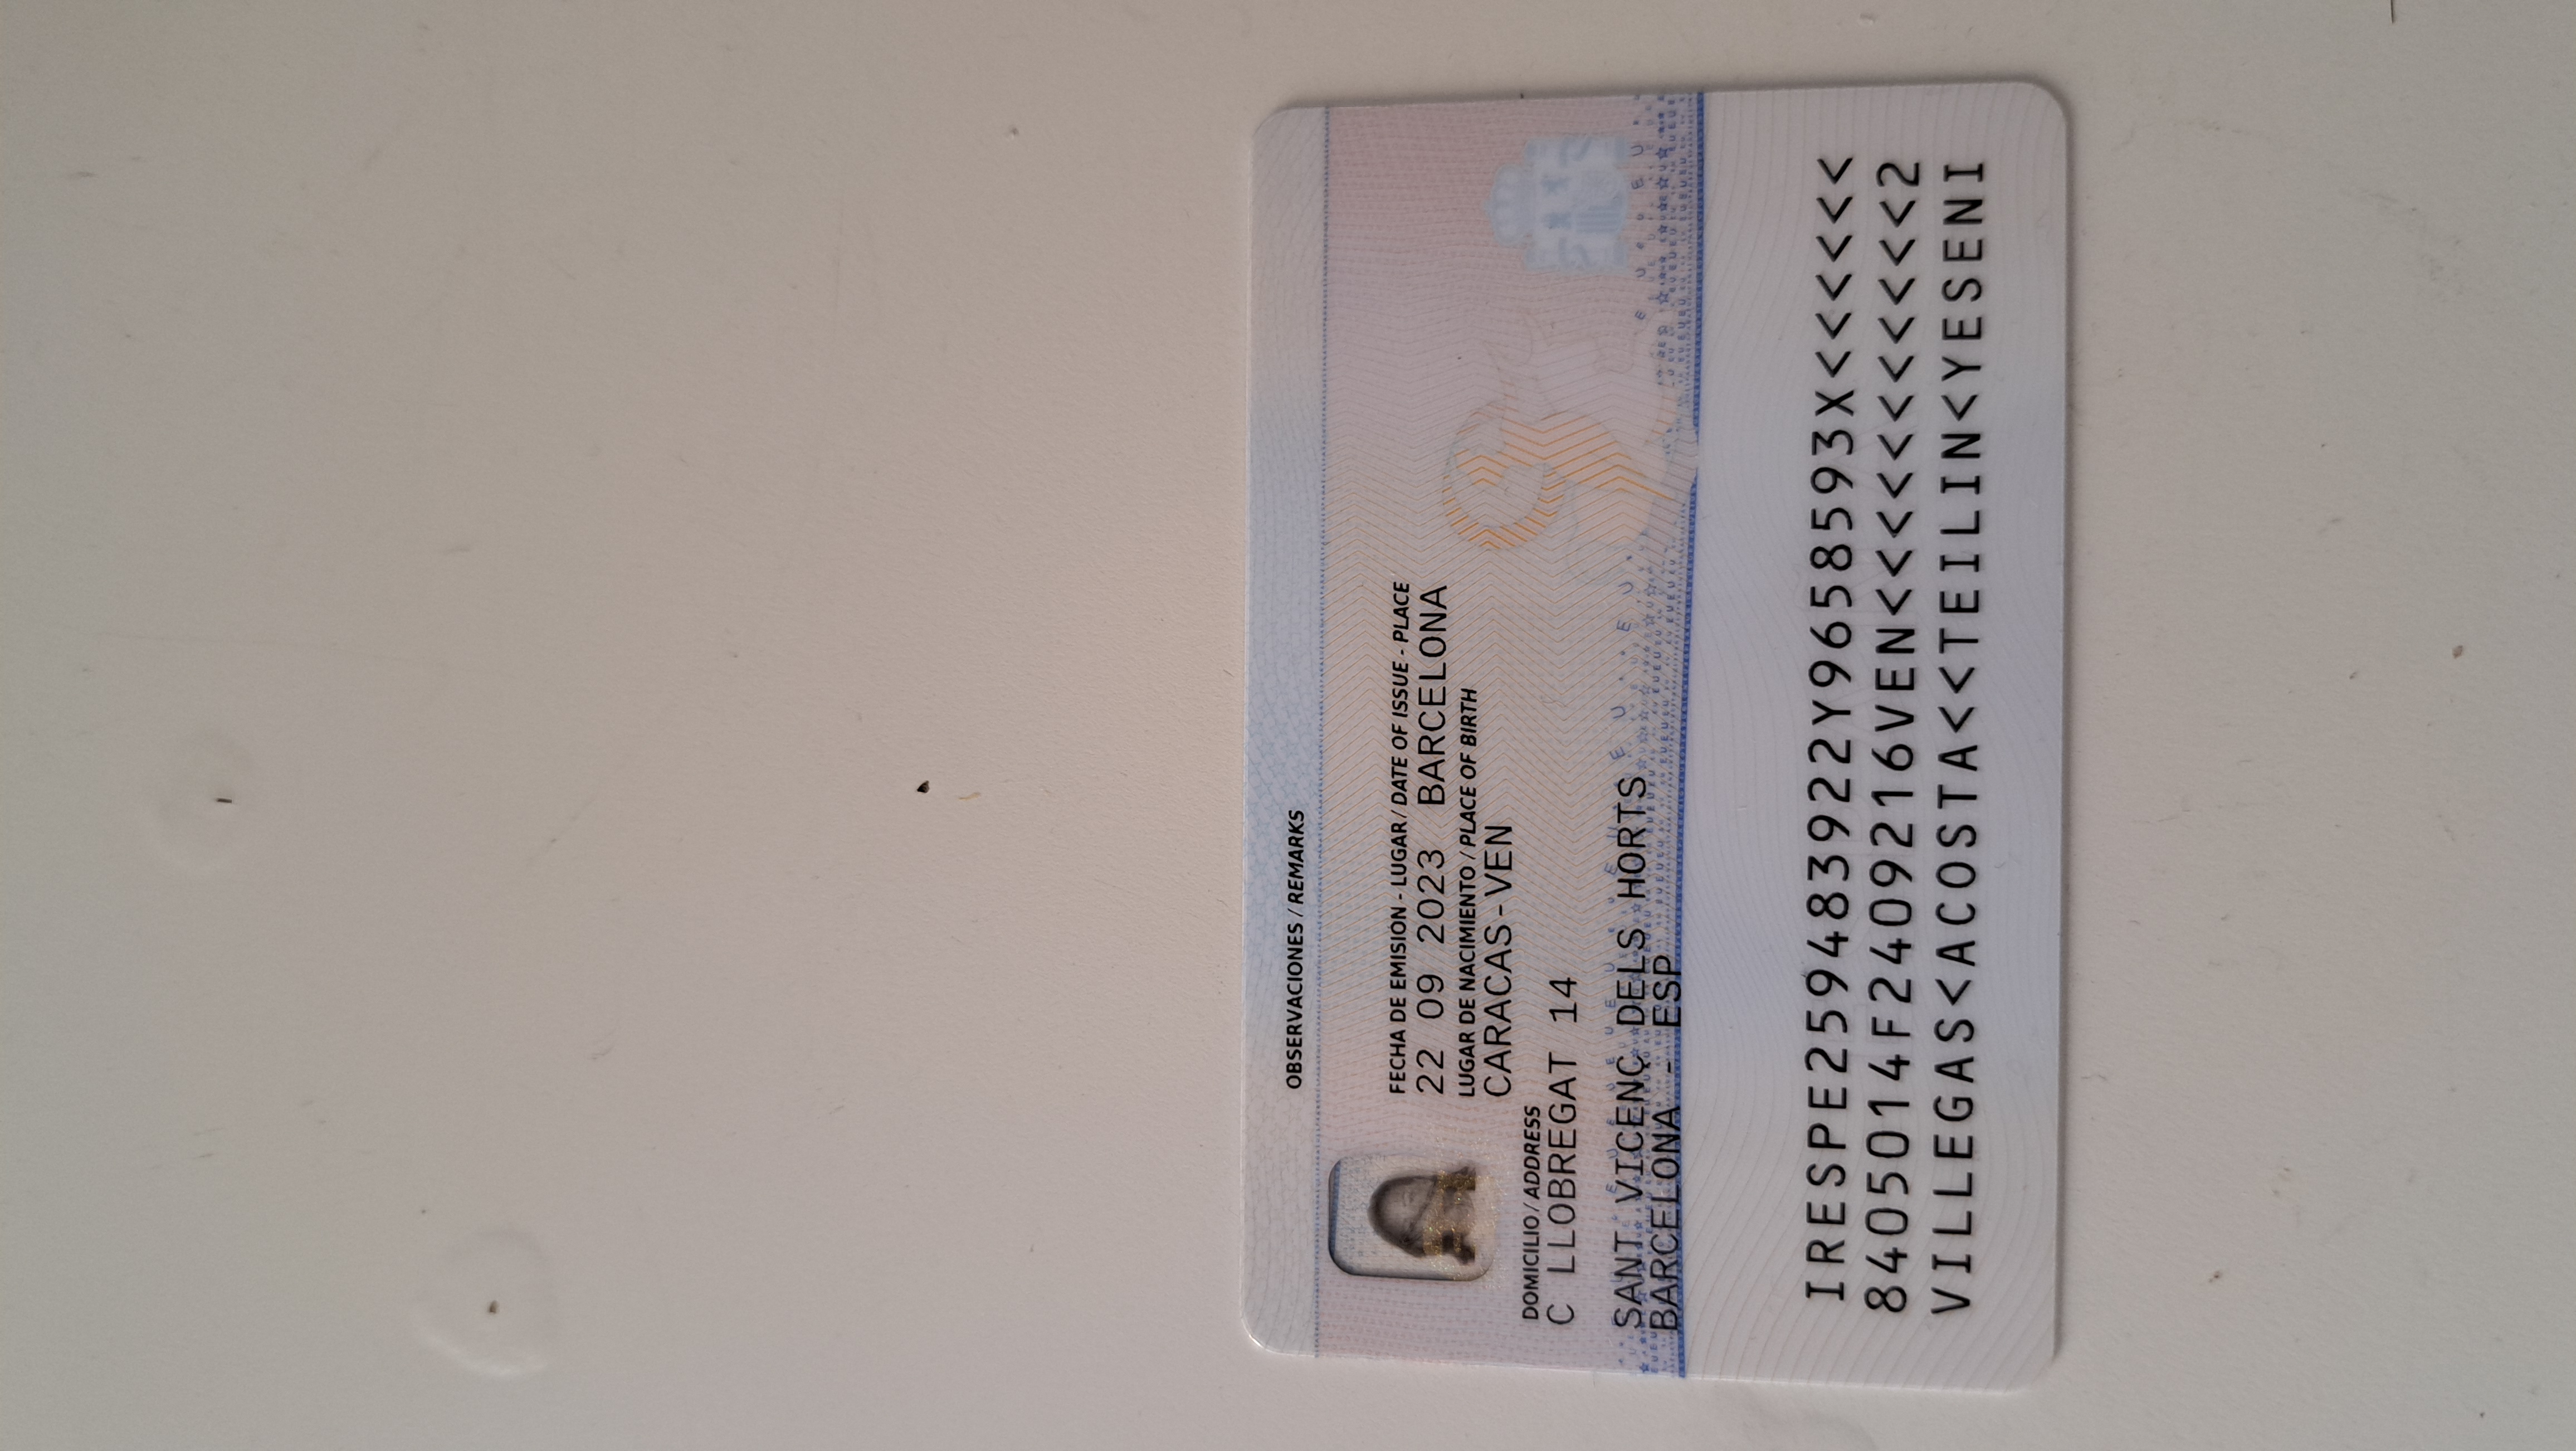 OBSERVACIONES / REMARKS
FECHA DE EMISIÓN - LUGAR / DATE OF ISSUE - PLACE
22 09 2023 BARCELONA
LUGAR DE NACIMIENTO / PLACE OF BIRTH
CARACAS-VEN
DOMICILIO / ADDRESS
C LLOBREGAT 14
SANT VICENÇ DELS HORTS
BARCELONA - ESP
IRESPE259483922Y9658593X<<<<<<
8405014F2409216VEN<<<<<<<<<<<2
VILLEGAS<ACOSTA<<TEILIN<YESENI